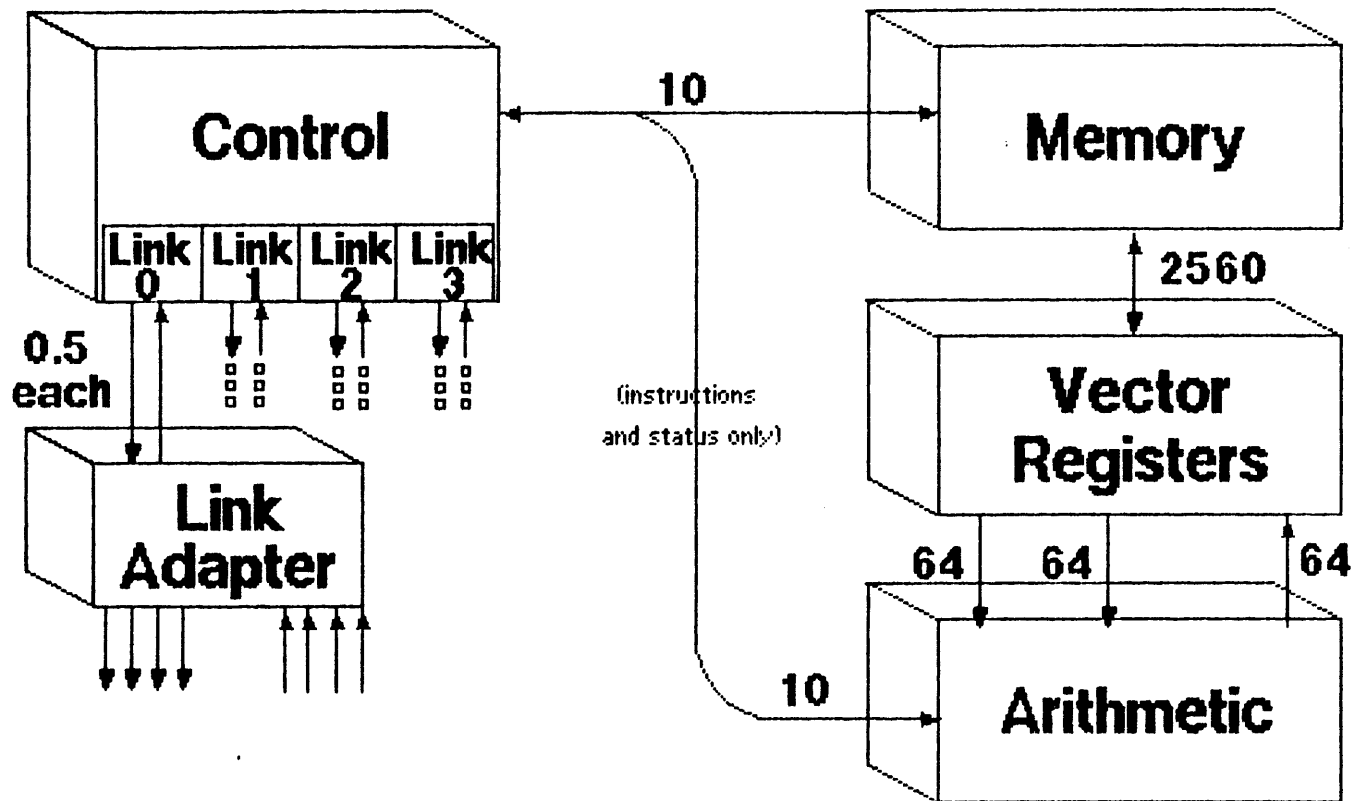 10
Control
Memory
Link 0
Link 1
Link 2
Link 3
2560
0.5
each
(instructions
and status only)
Vector
Registers
Link
Adapter
64
64
64
10
Arithmetic